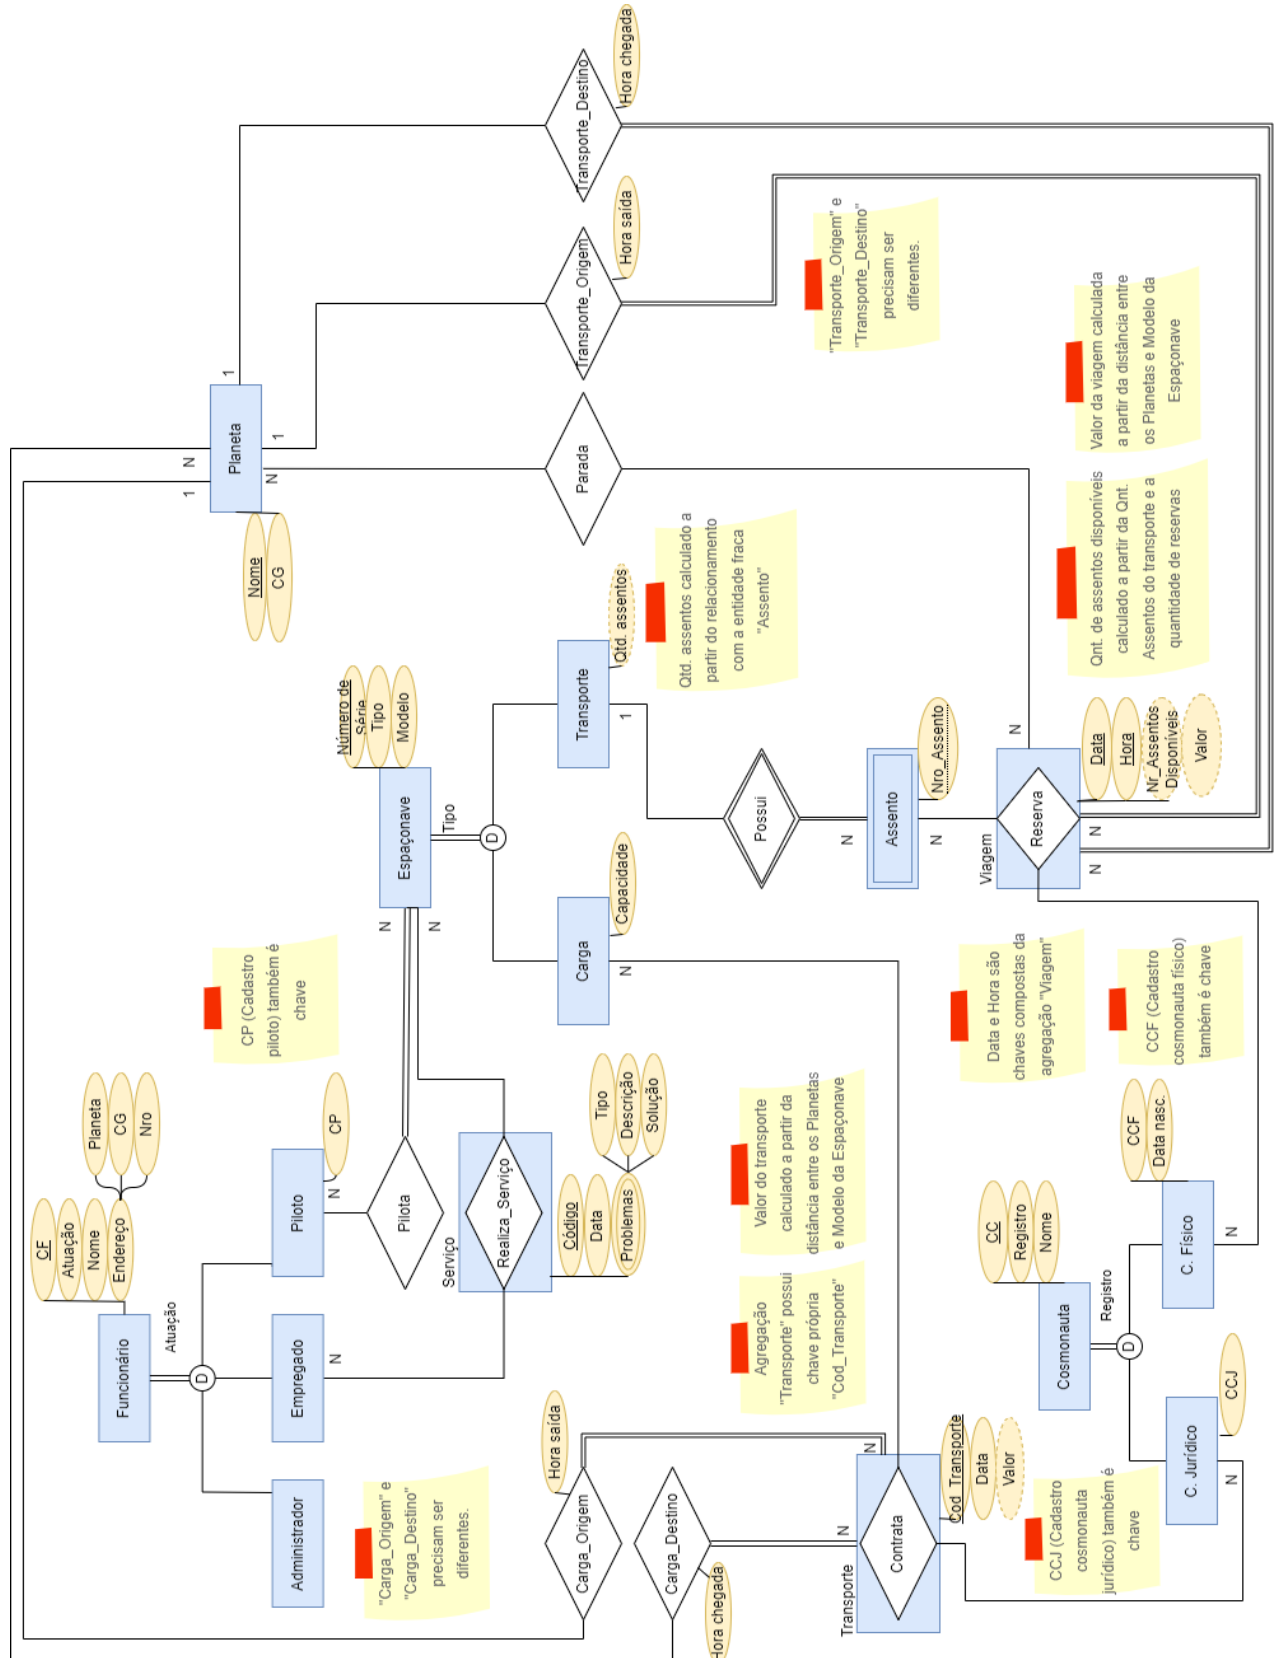 Planeta
Nome
CG
1
N
1
N
1
Transporte_Destino
Hora chegada
Transporte_Origem
Hora saída
Parada
"Transporte_Origem" e
"Transporte_Destino"
precisam ser
diferentes.
Valor da viagem calculada
a partir da distância entre
os Planetas e Modelo da
Espaçonave
Qnt. de assentos disponíveis
calculado a partir da Qnt.
Assentos do transporte e a
quantidade de reservas
Espaçonave
Número de
Série
Tipo
Modelo
Tipo
D
N
N
Transporte
Qtd. assentos
1
Qtd. assentos calculado a
partir do relacionamento
com a entidade fraca
"Assento"
Carga
Capacidade
N
Possui
N
Assento
Nro_Assento
N
Viagem
Reserva
N
N
N
Data
Hora
Nr_Assentos
Disponíveis
Valor
Data e Hora são
chaves compostas da
agregação "Viagem"
CCF (Cadastro
cosmonauta físico)
também é chave
CP (Cadastro
piloto) também é
chave
Funcionário
CF
Atuação
Nome
Endereço
Planeta
CG
Nro
Atuação
D
Piloto
CP
N
Empregado
N
Administrador
Pilota
Serviço
Realiza_Serviço
Código
Data
Problemas
Tipo
Descrição
Solução
Valor do transporte
calculado a partir da
distância entre os Planetas
e Modelo da Espaçonave
Agregação
"Transporte" possui
chave própria
"Cod_Transporte"
"Carga_Origem" e
"Carga_Destino"
precisam ser
diferentes.
Carga_Origem
Hora saída
Carga_Destino
Hora chegada
Transporte
Contrata
N
N
Cod_Transporte
Data
Valor
Cosmonauta
CC
Registro
Nome
Registro
D
C. Físico
CCF
Data nasc.
N
C. Jurídico
CCJ
N
CCJ (Cadastro
cosmonauta
jurídico) também é
chave